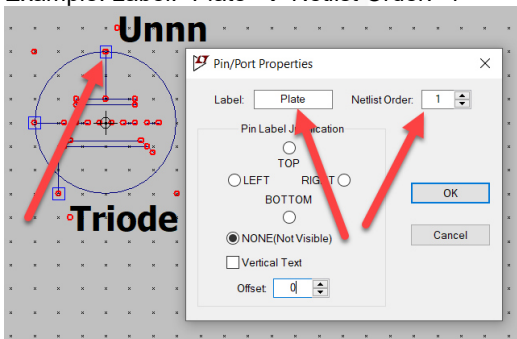 Example: Label: "Plate" → Netlist Order: 1
Unnn
Pin/Port Properties
Label: Plate Netlist Order: 1
Pin Label J
TOP
LEFT RIGHT
BOTTOM
NONE(Not Visible)
Vertical Text
Offset: 0
OK
Cancel
Triode